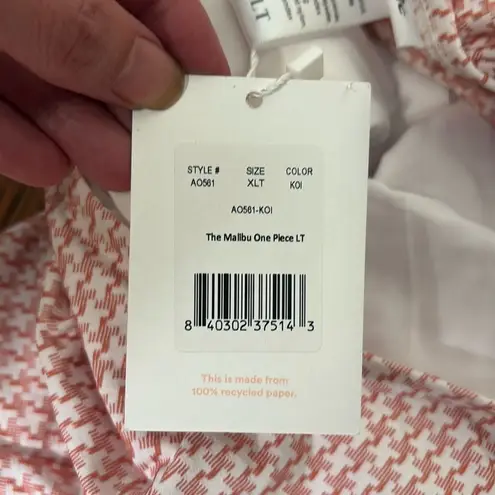 LT
STYLE # SIZE COLOR
AO561 XLT KOI
AO561-KOI
The Malibu One Piece LT
8 40302 37514 3
This is made from
100% recycled paper.